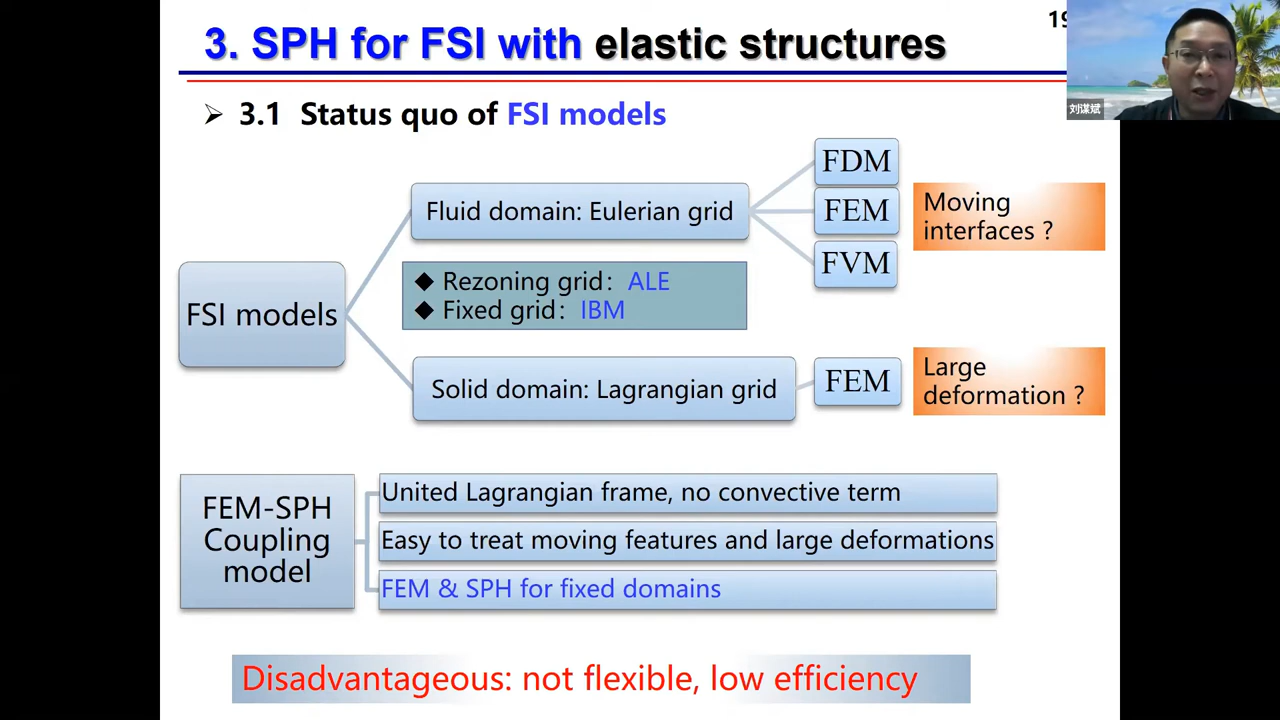 3. SPH for FSI with elastic structures
19
刘谋斌
➢ 3.1 Status quo of FSI models
FDM
Fluid domain: Eulerian grid
FEM
FVM
Moving
interfaces ?
◆ Rezoning grid： ALE
◆ Fixed grid： IBM
FSI models
Solid domain: Lagrangian grid
FEM
Large
deformation ?
FEM-SPH
Coupling
model
United Lagrangian frame, no convective term
Easy to treat moving features and large deformations
FEM & SPH for fixed domains
Disadvantageous: not flexible, low efficiency